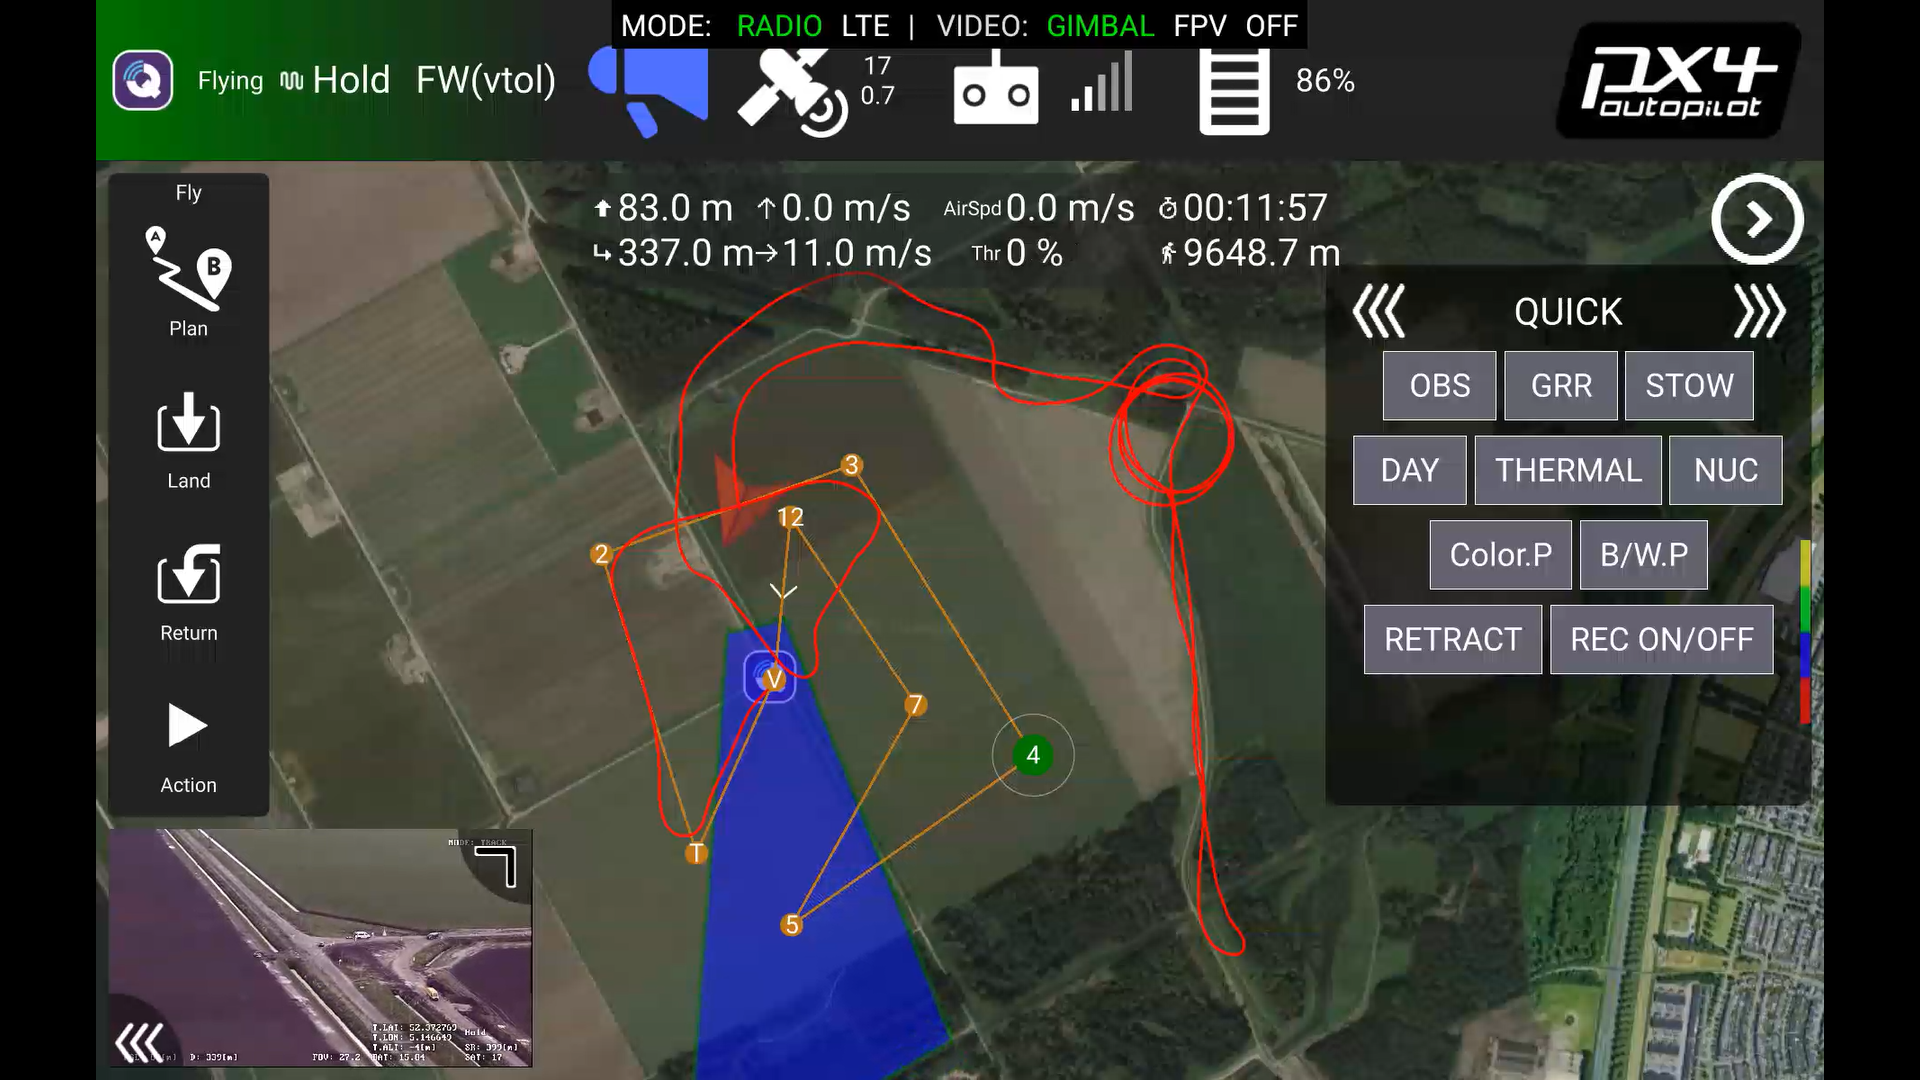 MODE: RADIO LTE | VIDEO: GIMBAL FPV OFF
Flying Hold FW(vtol)
17
0.7
86%
px4
autopilot
Fly
Plan
Land
Return
Action
A
B
83.0 m 0.0 m/s AirSpd 0.0 m/s 00:11:57
337.0 m 11.0 m/s Thr 0 % 9648.7 m
QUICK
OBS GRR STOW
DAY THERMAL NUC
Color.P B/W.P
RETRACT REC ON/OFF
3
12
2
V
7
4
T
5
MODE: TRACK
T.LAT: 52.372769
T.LON: 5.146649
Hold
T.ALT: -4[m] SR: 399[m]
D: 339[m] FOV: 27.2 BAT: 15.84 SAT: 17